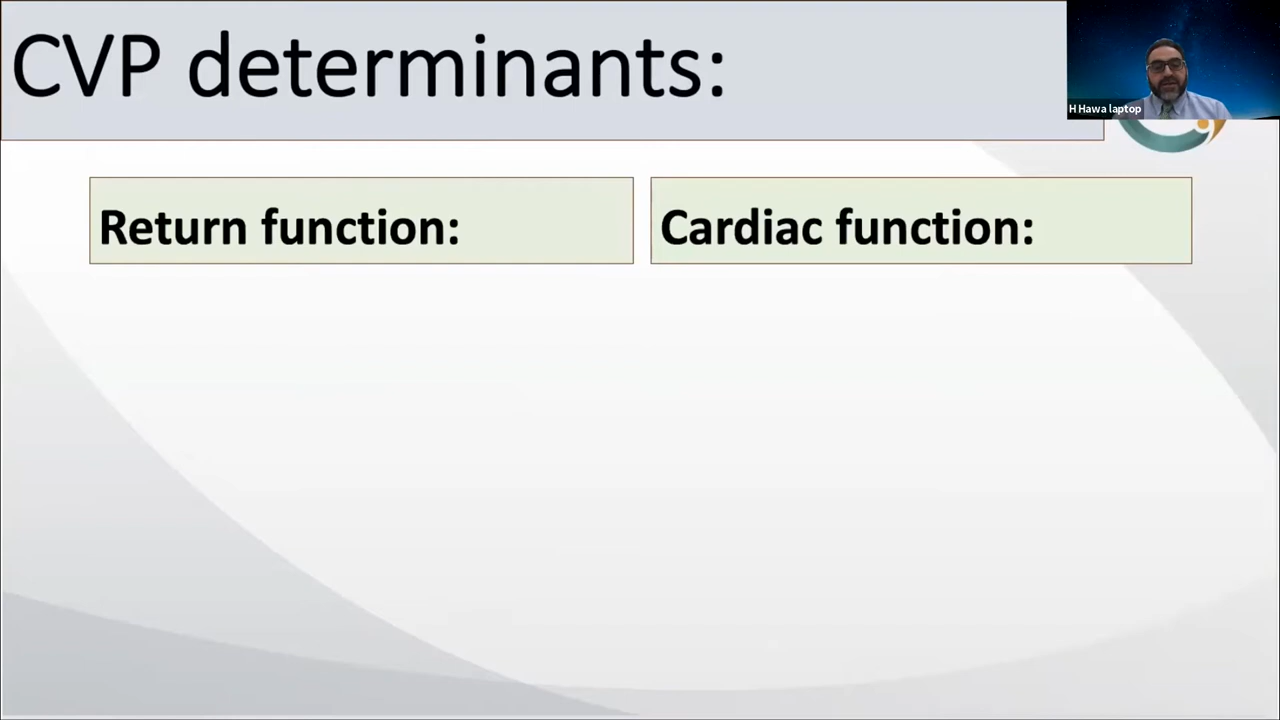 CVP determinants:
H Hawa laptop
Return function:
Cardiac function: